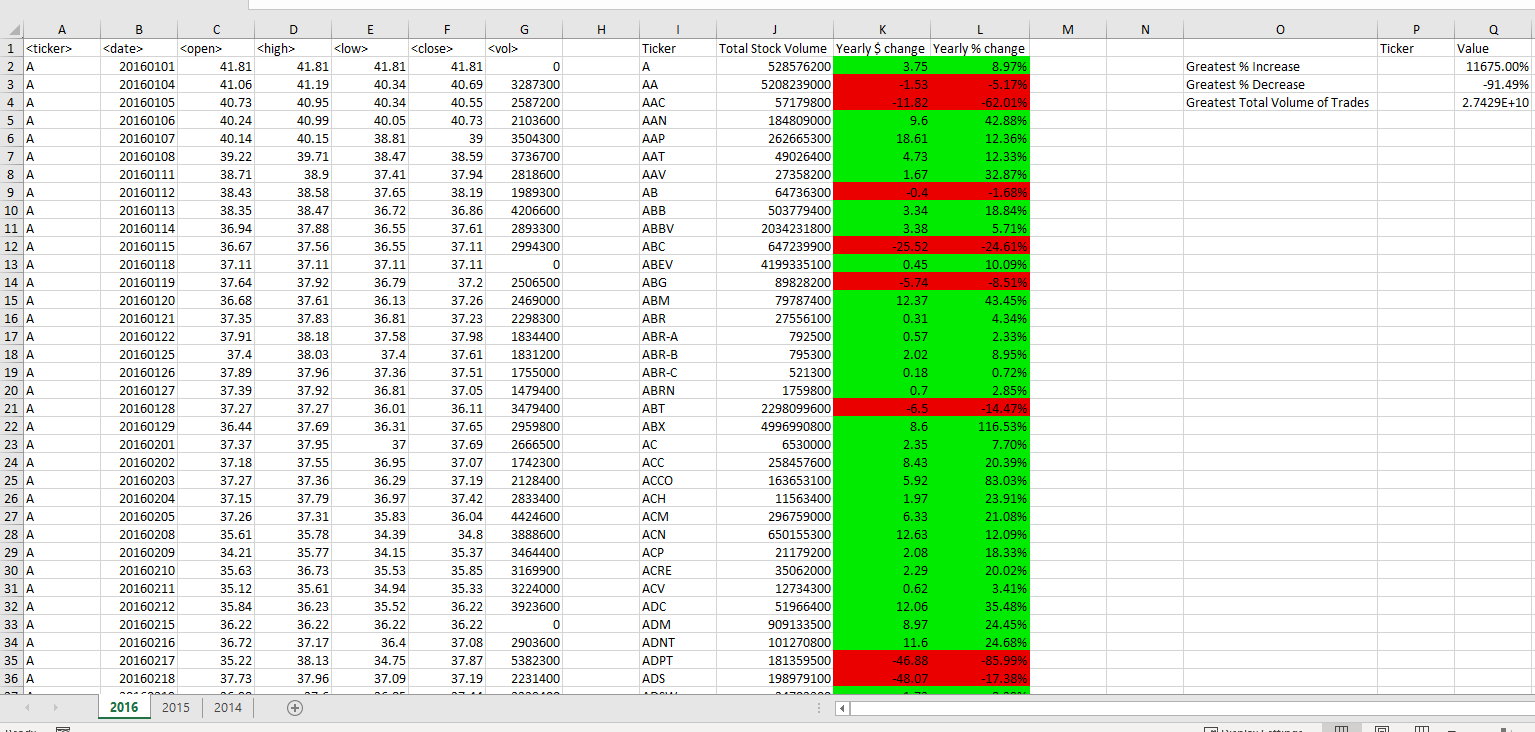 A B C D E F G H I J K L M N O P Q
1 <ticker> <date> <open> <high> <low> <close> <vol> Ticker Total Stock Volume Yearly $ change Yearly % change Ticker Value
2 A 20160101 41.81 41.81 41.81 41.81 0 A 528576200 3.75 8.97% Greatest % Increase 11675.00%
3 A 20160104 41.06 41.19 40.34 40.69 3287300 AA 5208239000 -1.53 -5.17% Greatest % Decrease -91.49%
4 A 20160105 40.73 40.95 40.34 40.55 2587200 AAC 57179800 -11.82 -62.01% Greatest Total Volume of Trades 2.7429E+10
5 A 20160106 40.24 40.99 40.05 40.73 2103600 AAN 184809000 9.6 42.88%
6 A 20160107 40.14 40.15 38.81 39 3504300 AAP 262665300 18.61 12.36%
7 A 20160108 39.22 39.71 38.47 38.59 3736700 AAT 49026400 4.73 12.33%
8 A 20160111 38.71 38.9 37.41 37.94 2818600 AAV 27358200 1.67 32.87%
9 A 20160112 38.43 38.58 37.65 38.19 1989300 AB 64736300 -0.4 -1.68%
10 A 20160113 38.35 38.47 36.72 36.86 4206600 ABB 503779400 3.34 18.84%
11 A 20160114 36.94 37.88 36.55 37.61 2893300 ABBV 2034231800 3.38 5.71%
12 A 20160115 36.67 37.56 36.55 37.11 2994300 ABC 647239900 -25.52 -24.61%
13 A 20160118 37.11 37.11 37.11 37.11 0 ABEV 4199335100 0.45 10.09%
14 A 20160119 37.64 37.92 36.79 37.2 2506500 ABG 89828200 -5.74 -8.51%
15 A 20160120 36.68 37.61 36.13 37.26 2469000 ABM 79787400 12.37 43.45%
16 A 20160121 37.35 37.83 36.81 37.23 2298300 ABR 27556100 0.31 4.34%
17 A 20160122 37.91 38.18 37.58 37.98 1834400 ABR-A 792500 0.57 2.33%
18 A 20160125 37.4 38.03 37.4 37.61 1831200 ABR-B 795300 2.02 8.95%
19 A 20160126 37.89 37.96 37.36 37.51 1755000 ABR-C 521300 0.18 0.72%
20 A 20160127 37.39 37.92 36.81 37.05 1479400 ABRN 1759800 0.7 2.85%
21 A 20160128 37.27 37.27 36.01 36.11 3479400 ABT 2298099600 -6.5 -14.47%
22 A 20160129 36.44 37.69 36.31 37.65 2959800 ABX 4996990800 8.6 116.53%
23 A 20160201 37.37 37.95 37 37.69 2666500 AC 6530000 2.35 7.70%
24 A 20160202 37.18 37.55 36.95 37.07 1742300 ACC 258457600 8.43 20.39%
25 A 20160203 37.27 37.36 36.29 37.19 2128400 ACCO 163653100 5.92 83.03%
26 A 20160204 37.15 37.79 36.97 37.42 2833400 ACH 11563400 1.97 23.91%
27 A 20160205 37.26 37.31 35.83 36.04 4424600 ACM 296759000 6.33 21.08%
28 A 20160208 35.61 35.78 34.39 34.8 3888600 ACN 650155300 12.63 12.09%
29 A 20160209 34.21 35.77 34.15 35.37 3464400 ACP 21179200 2.08 18.33%
30 A 20160210 35.63 36.73 35.53 35.85 3169900 ACRE 35062000 2.29 20.02%
31 A 20160211 35.12 35.61 34.94 35.33 3224000 ACV 12734300 0.62 3.41%
32 A 20160212 35.84 36.23 35.52 36.22 3923600 ADC 51966400 12.06 35.48%
33 A 20160215 36.22 36.22 36.22 36.22 0 ADM 909133500 8.97 24.45%
34 A 20160216 36.72 37.17 36.4 37.08 2903600 ADNT 101270800 11.6 24.68%
35 A 20160217 35.22 38.13 34.75 37.87 5382300 ADPT 181359500 -46.88 -85.99%
36 A 20160218 37.73 37.96 37.09 37.19 2231400 ADS 198979100 -48.07 -17.38%
2016 2015 2014